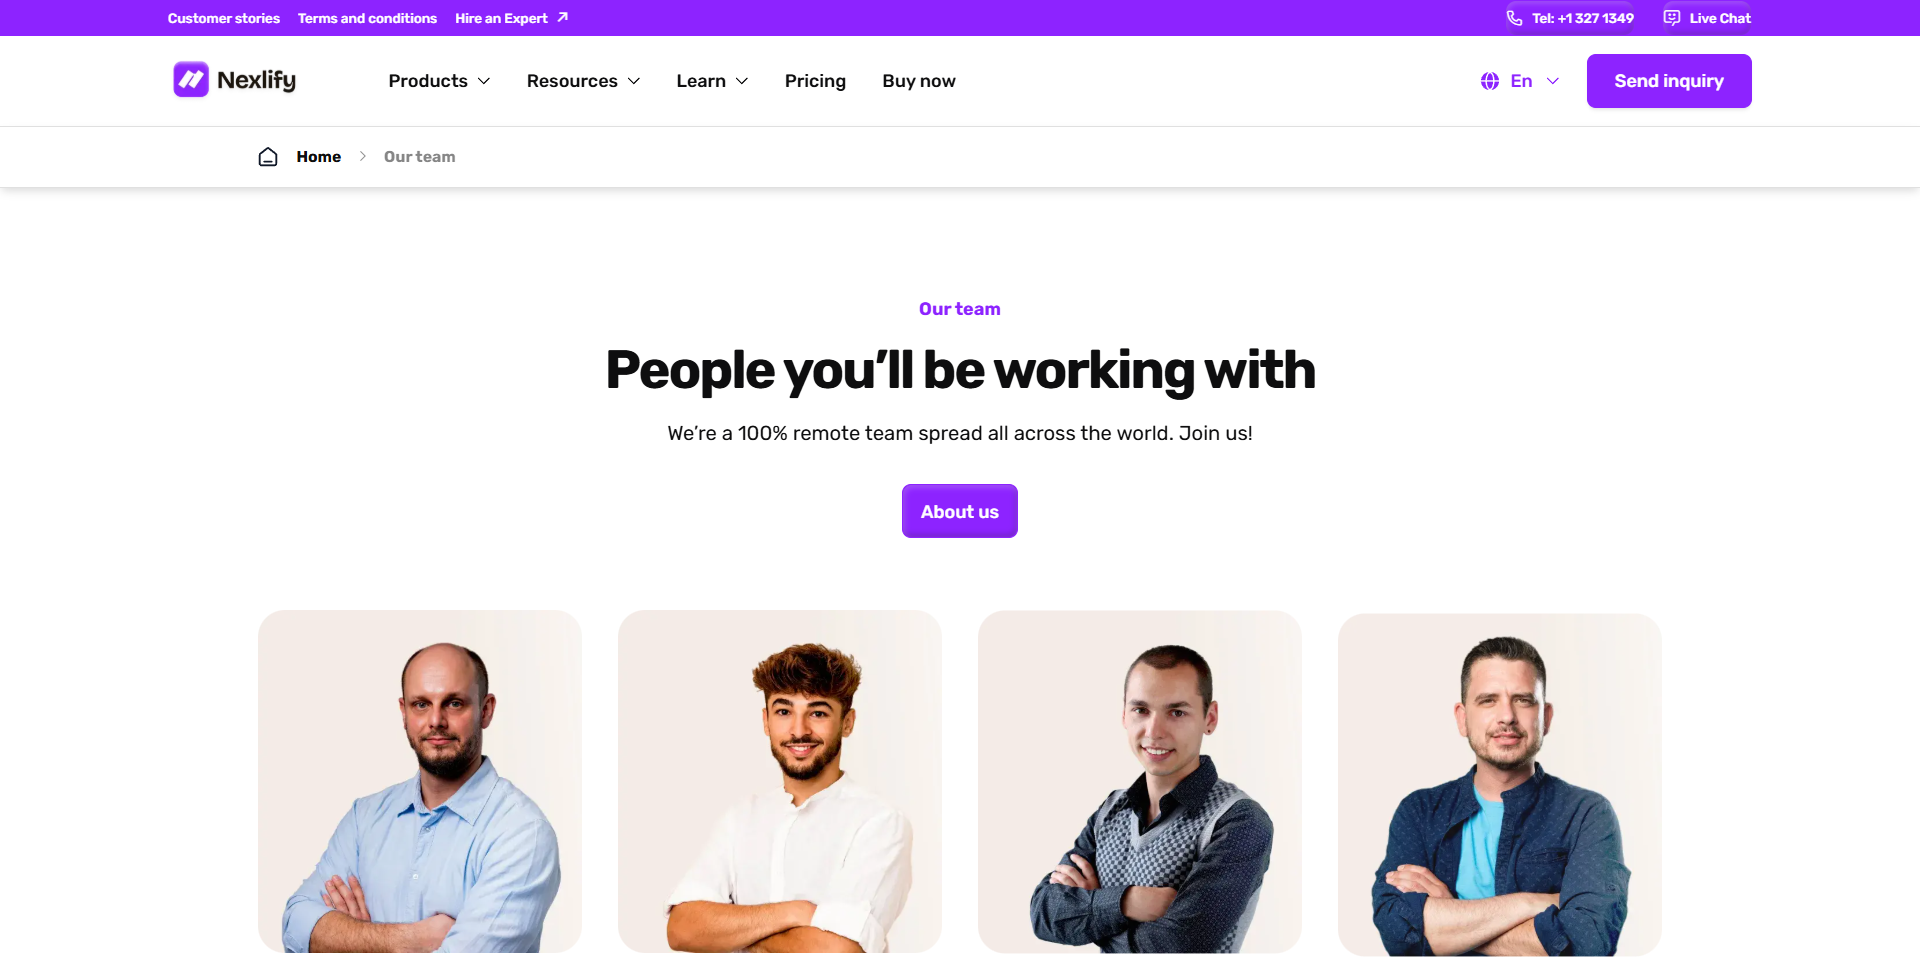 Customer stories Terms and conditions Hire an Expert Tel: +1 327 1349 Live Chat
Nexlify Products Resources Learn Pricing Buy now En Send inquiry
Home Our team
Our team
People you’ll be working with
We’re a 100% remote team spread all across the world. Join us!
About us